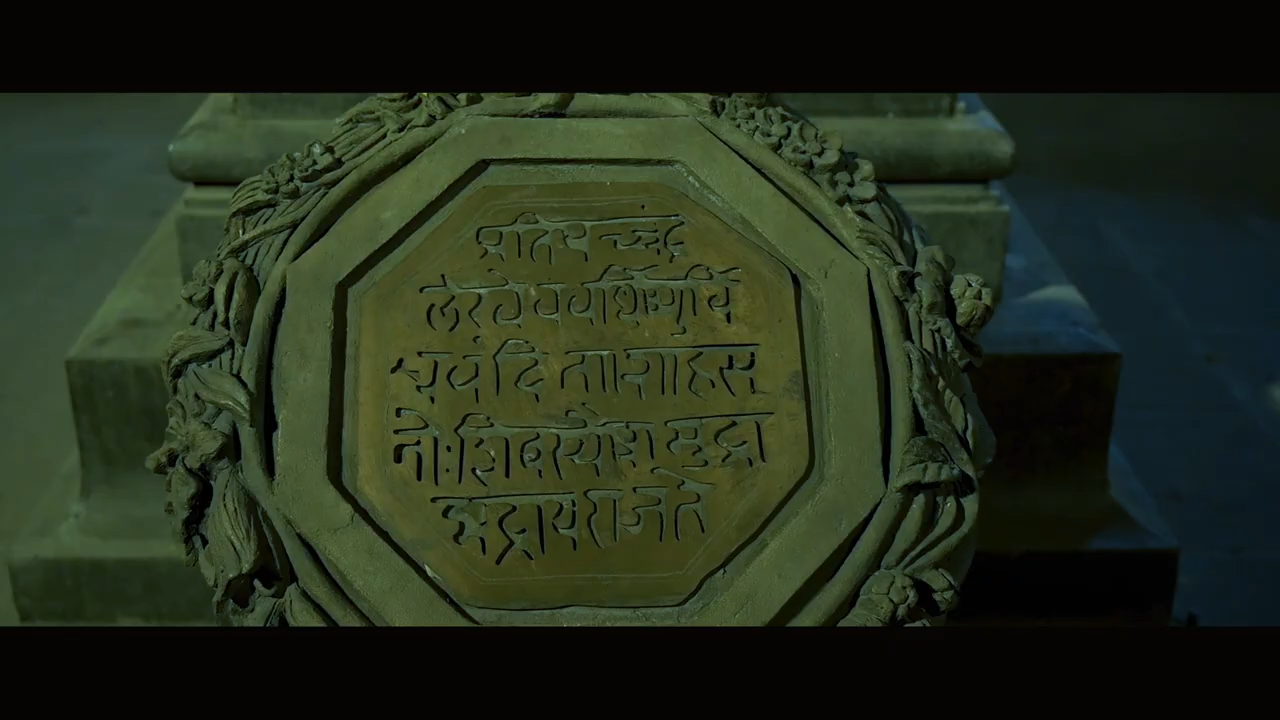 प्रतिपच्चंद्र
लेखेव वर्धिष्णुर्वि
श्ववंदिता शाहसू
नोः शिवस्यैषा मुद्रा
भद्राय राजते